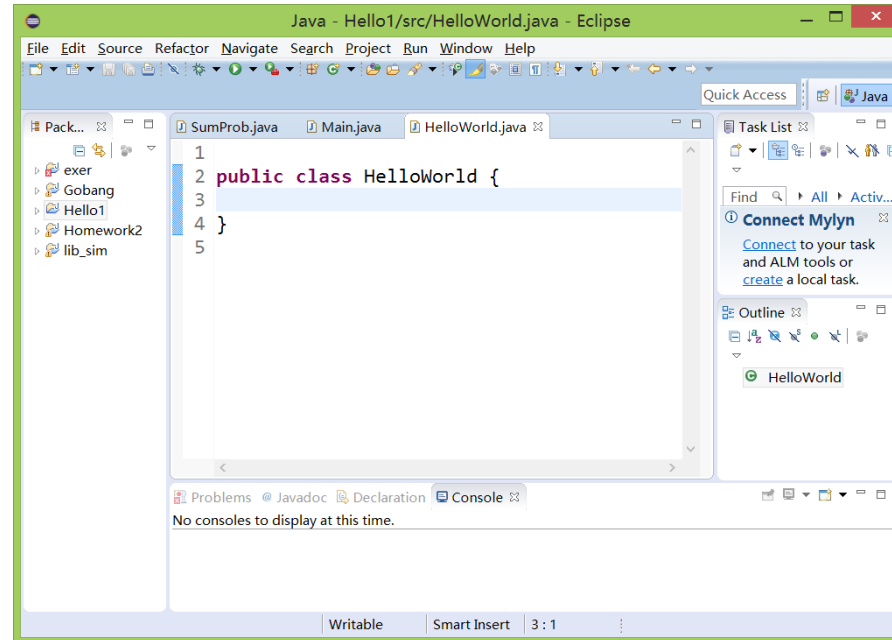 Java - Hello1/src/HelloWorld.java - Eclipse
File Edit Source Refactor Navigate Search Project Run Window Help
Quick Access
Java
Pack...
exer
Gobang
Hello1
Homework2
lib_sim
SumProb.java Main.java HelloWorld.java
1
2 public class HelloWorld {
3
4 }
5
Task List
Find All Activ...
Connect Mylyn
Connect to your task
and ALM tools or
create a local task.
Outline
HelloWorld
Problems @ Javadoc Declaration Console
No consoles to display at this time.
Writable Smart Insert 3 : 1